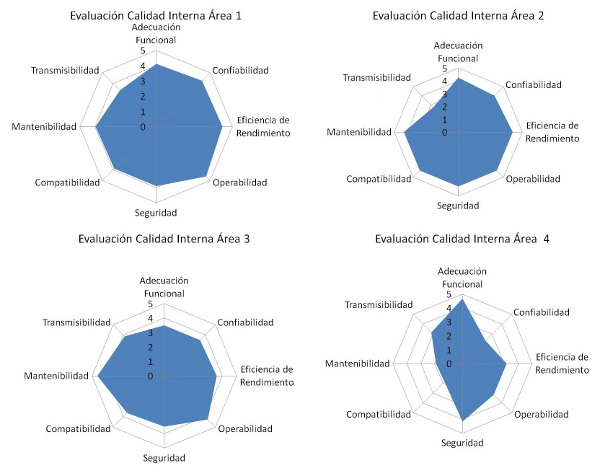 Evaluación Calidad Interna Área 1
Adecuación
Funcional
5
4
3
2
1
0
Confiabilidad
Eficiencia de
Rendimiento
Operabilidad
Seguridad
Compatibilidad
Mantenibilidad
Transmisibilidad
Evaluación Calidad Interna Área 2
Adecuación
Funcional
5
4
3
2
1
0
Confiabilidad
Eficiencia de
Rendimiento
Operabilidad
Seguridad
Compatibilidad
Mantenibilidad
Transmisibilidad
Evaluación Calidad Interna Área 3
Adecuación
Funcional
5
4
3
2
1
0
Confiabilidad
Eficiencia de
Rendimiento
Operabilidad
Seguridad
Compatibilidad
Mantenibilidad
Transmisibilidad
Evaluación Calidad Interna Área 4
Adecuación
Funcional
5
4
3
2
1
0
Confiabilidad
Eficiencia de
Rendimiento
Operabilidad
Seguridad
Compatibilidad
Mantenibilidad
Transmisibilidad